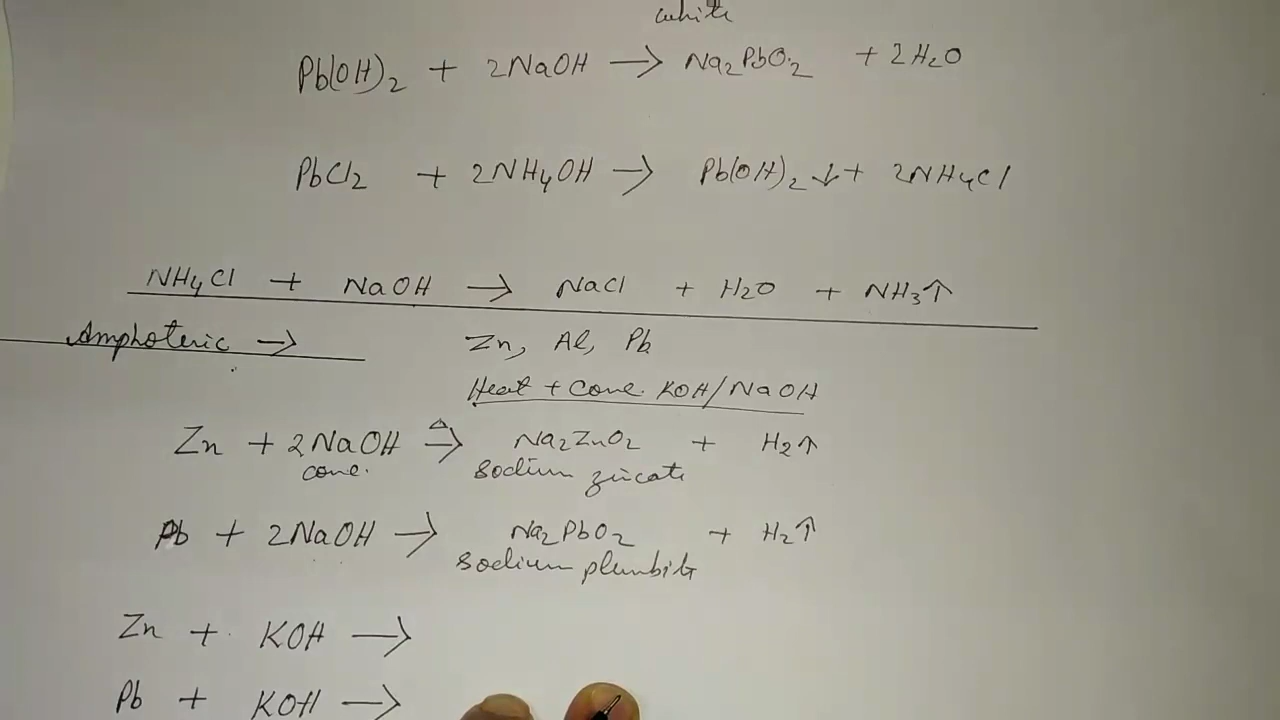 white
Pb(OH)2 + 2NaOH → Na2PbO2 + 2H2O
PbCl2 + 2NH4OH → Pb(OH)2↓ + 2NH4Cl
NH4Cl + NaOH → NaCl + H2O + NH3↑
Amphoteric → Zn, Al, Pb
Heat + Conc. KOH/NaOH
Zn + 2NaOH △→ Na2ZnO2 + H2↑
conc. sodium zincate
Pb + 2NaOH → Na2PbO2 + H2↑
sodium plumbite
Zn + KOH →
Pb + KOH →